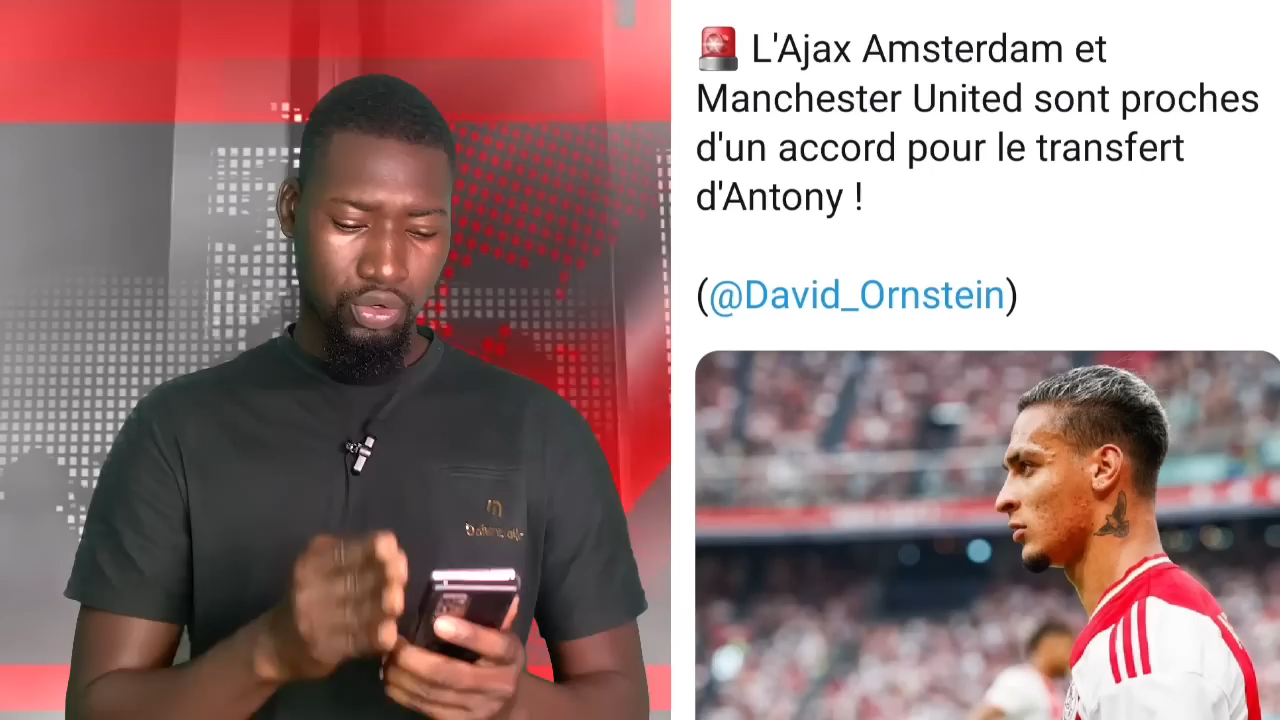 🚨 L'Ajax Amsterdam et
Manchester United sont proches
d'un accord pour le transfert
d'Antony !
(@David_Ornstein)